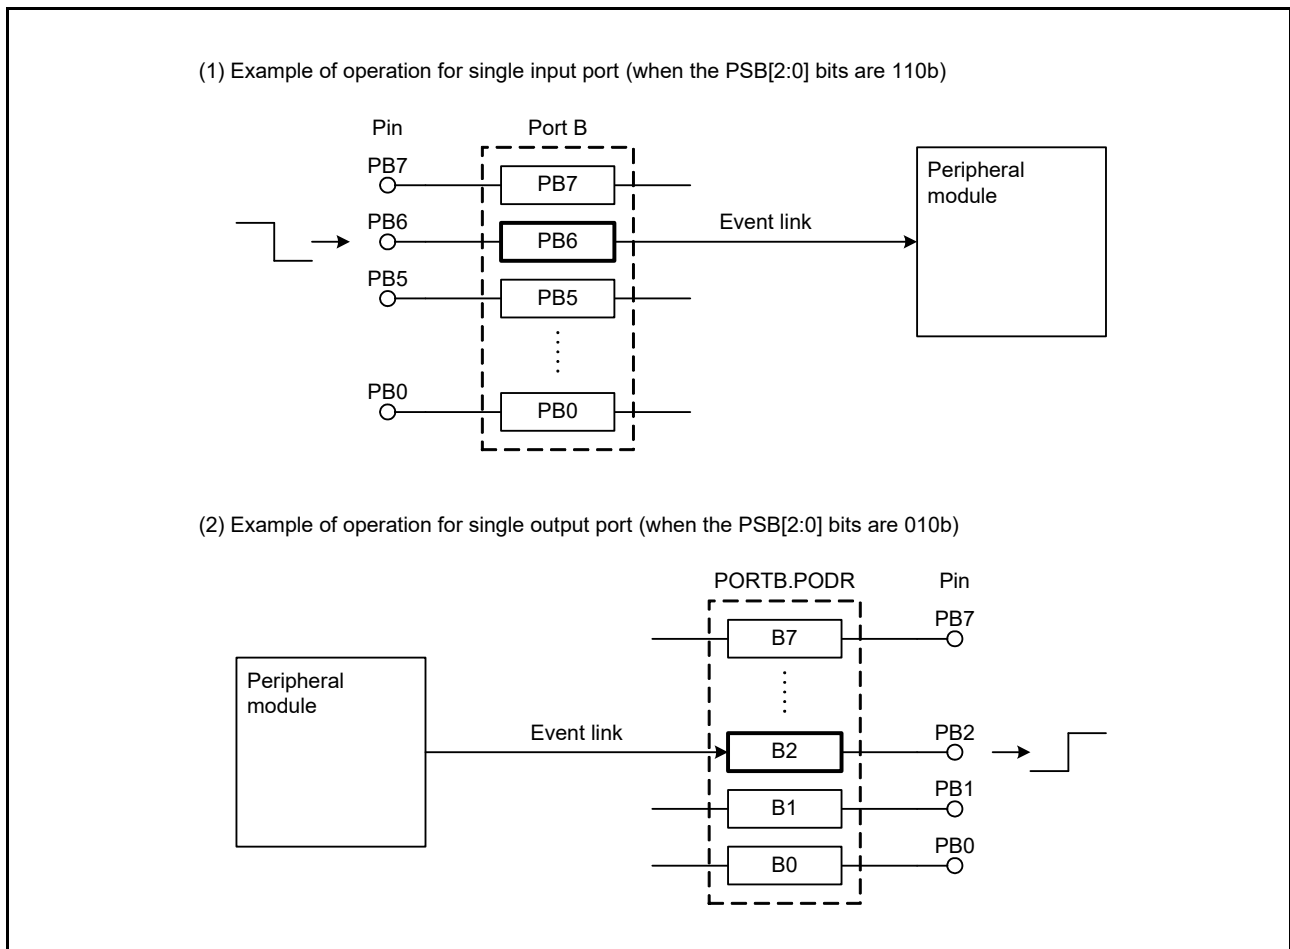 (1) Example of operation for single input port (when the PSB[2:0] bits are 110b)
Pin
Port B
PB7
PB7
Peripheral
module
PB6
PB6
Event link
PB5
PB5
PB0
PB0
(2) Example of operation for single output port (when the PSB[2:0] bits are 010b)
PORTB.PODR
Pin
B7
PB7
Peripheral
module
Event link
B2
PB2
B1
PB1
B0
PB0